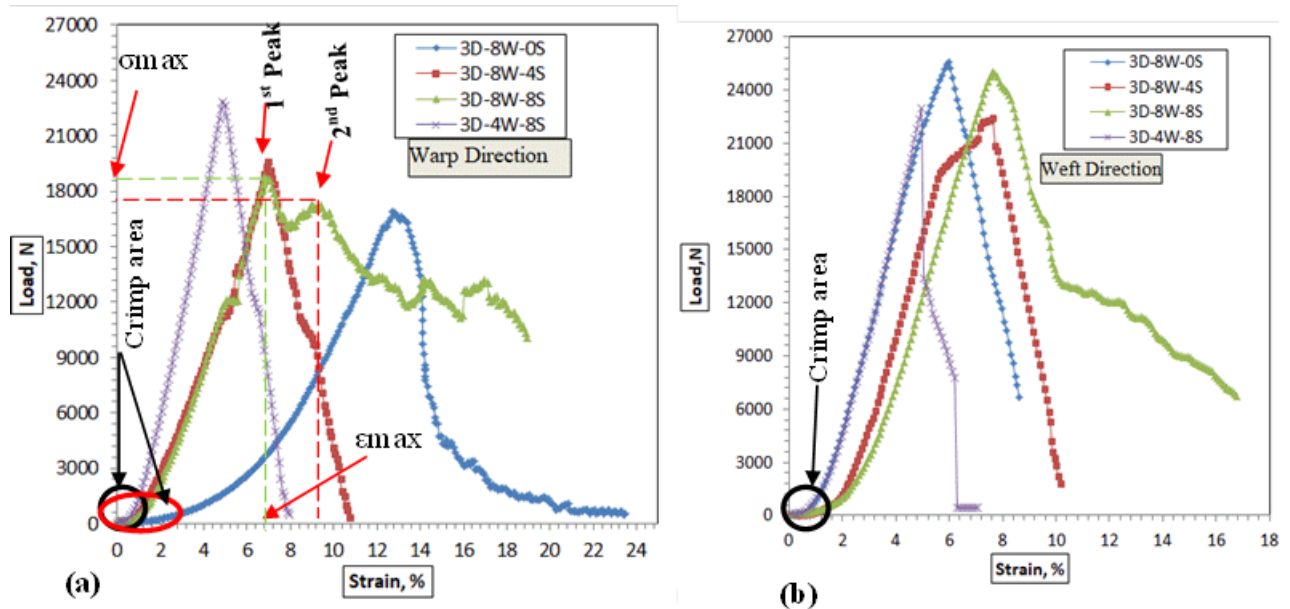 27000
24000
21000
18000
15000
12000
9000
6000
3000
0
Load, N
σmax
Crimp area
1st Peak
2nd Peak
3D-8W-0S
3D-8W-4S
3D-8W-8S
3D-4W-8S
Warp Direction
εmax
0 2 4 6 8 10 12 14 16 18 20 22 24
Strain, %
(a)
27000
24000
21000
18000
15000
12000
9000
6000
3000
0
Load,N
Crimp area
3D-8W-0S
3D-8W-4S
3D-8W-8S
3D-4W-8S
Weft Direction
0 2 4 6 8 10 12 14 16 18
Strain, %
(b)